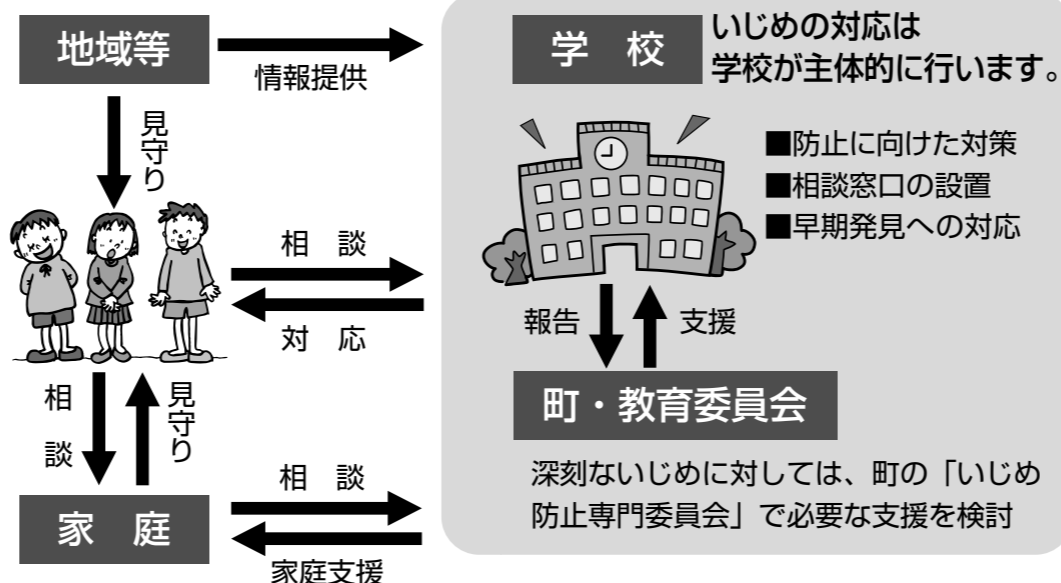 地域等
情報提供
見守り
相談
対応
相談
見守り
家庭
相談
家庭支援
学校
いじめの対応は
学校が主体的に行います。
■防止に向けた対策
■相談窓口の設置
■早期発見への対応
報告
支援
町・教育委員会
深刻ないじめに対しては、町の「いじめ
防止専門委員会」で必要な支援を検討